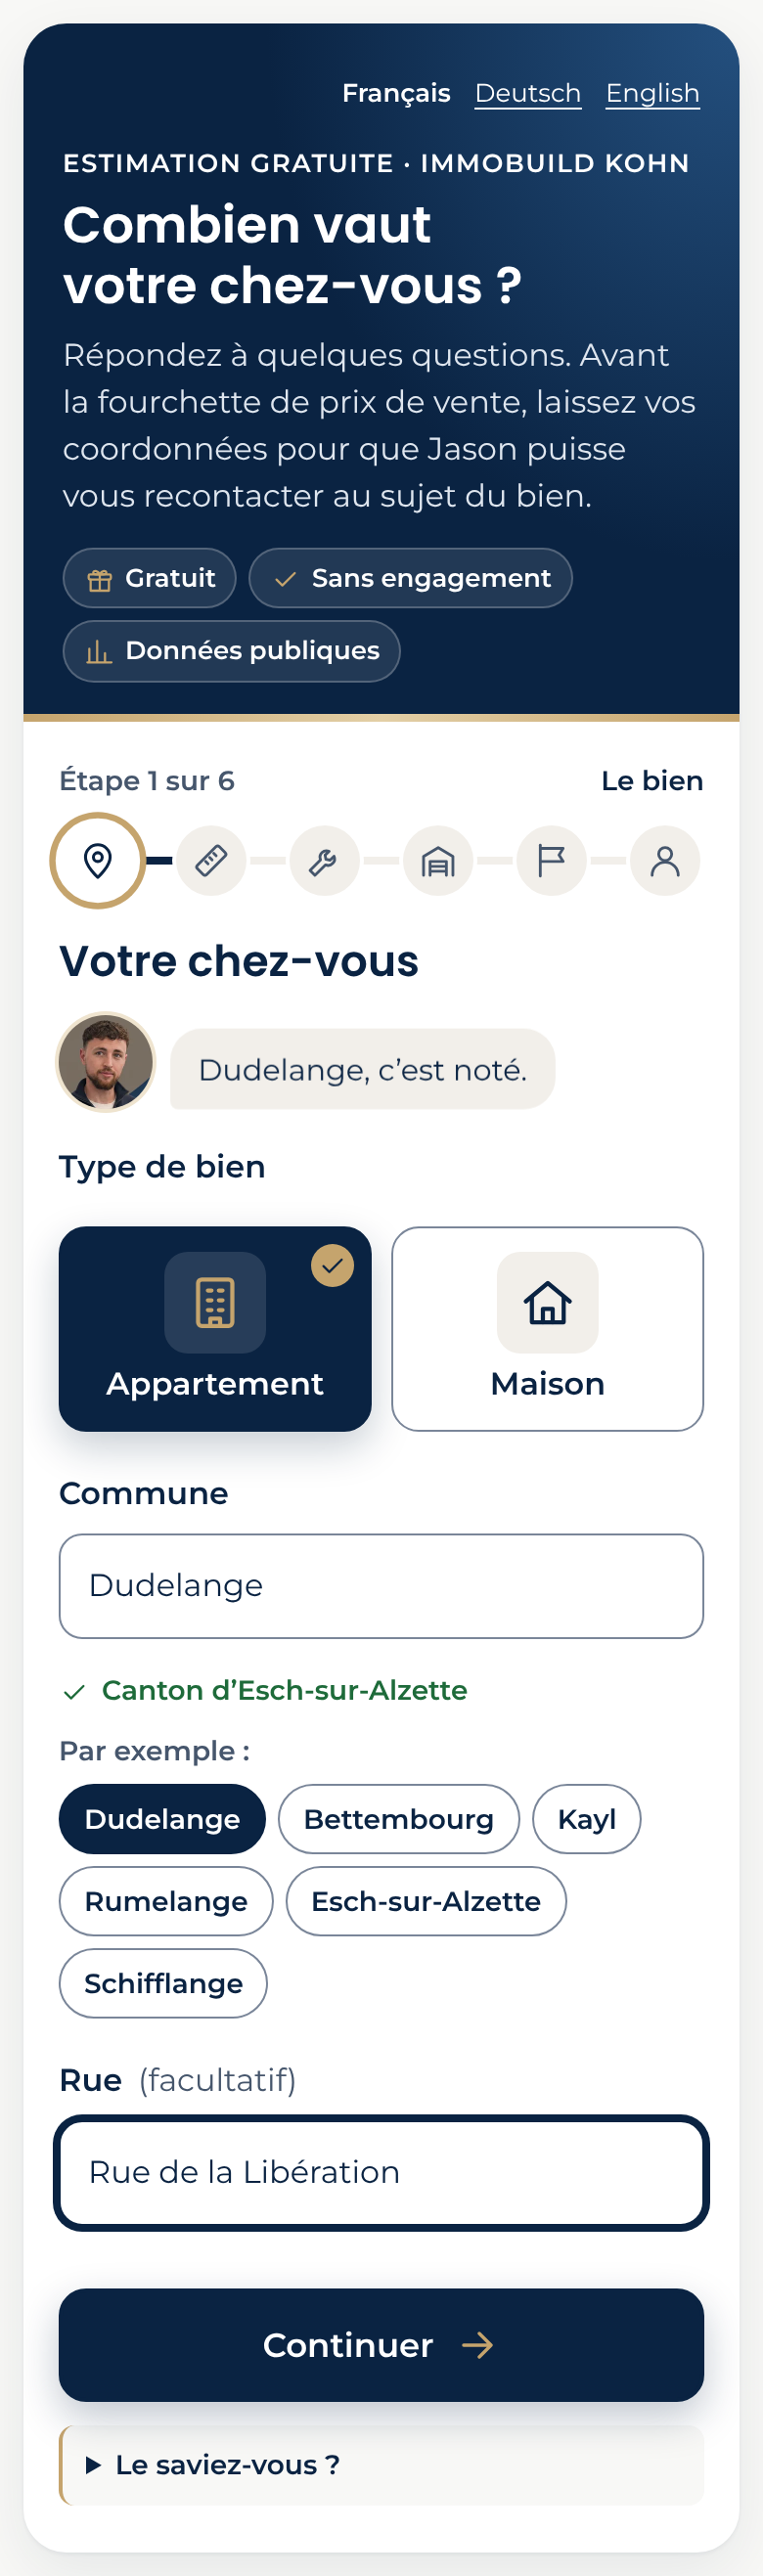 Français Deutsch English
ESTIMATION GRATUITE · IMMOBUILD KOHN
Combien vaut
votre chez-vous ?
Répondez à quelques questions. Avant
la fourchette de prix de vente, laissez vos
coordonnées pour que Jason puisse
vous recontacter au sujet du bien.
Gratuit Sans engagement
Données publiques
Étape 1 sur 6 Le bien
Votre chez-vous
Dudelange, c’est noté.
Type de bien
Appartement Maison
Commune
Dudelange
Canton d’Esch-sur-Alzette
Par exemple :
Dudelange Bettembourg Kayl
Rumelange Esch-sur-Alzette
Schifflange
Rue (facultatif)
Rue de la Libération
Continuer
Le saviez-vous ?